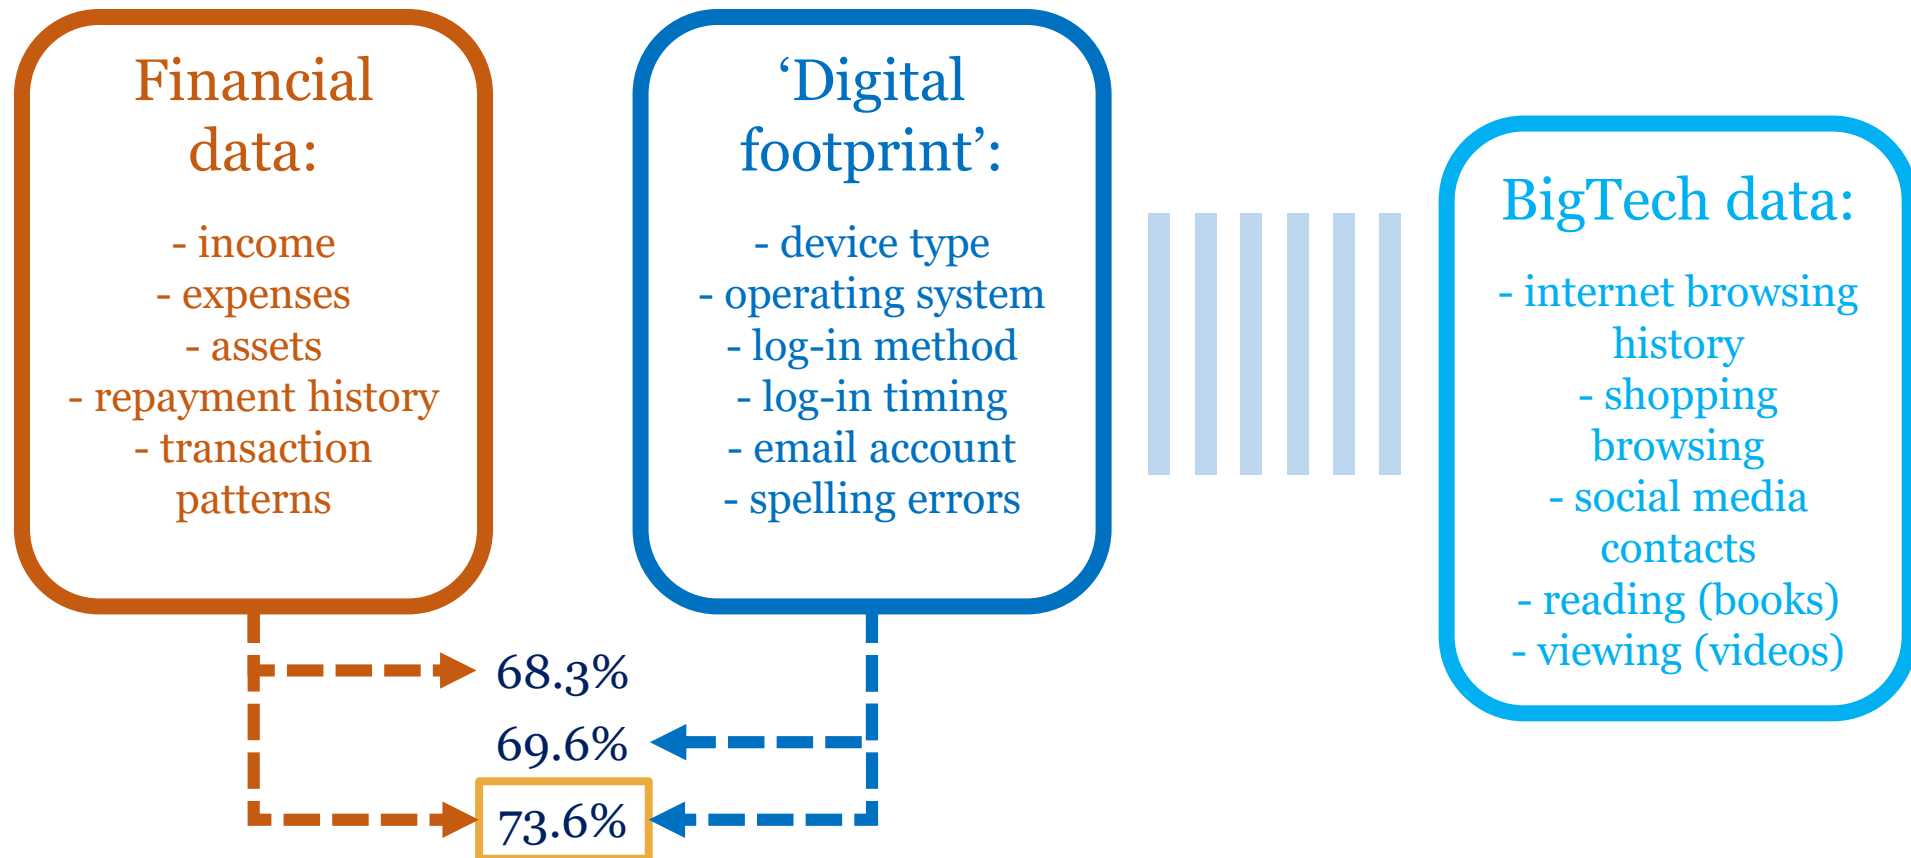 Financial
data:
- income
- expenses
- assets
- repayment history
- transaction
patterns
‘Digital
footprint’:
- device type
- operating system
- log-in method
- log-in timing
- email account
- spelling errors
BigTech data:
- internet browsing
history
- shopping
browsing
- social media
contacts
- reading (books)
- viewing (videos)
68.3%
69.6%
73.6%